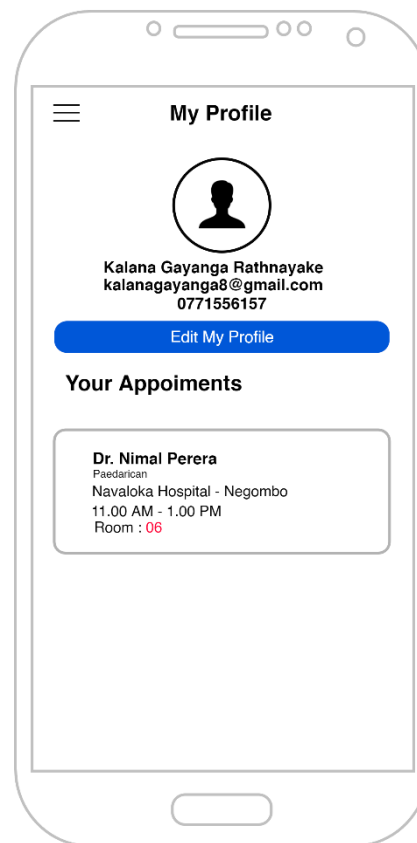 My Profile
Kalana Gayanga Rathnayake
kalanagayanga8@gmail.com
0771556157
Edit My Profile
Your Appoiments
Dr. Nimal Perera
Paedarican
Navaloka Hospital - Negombo
11.00 AM - 1.00 PM
Room : 06